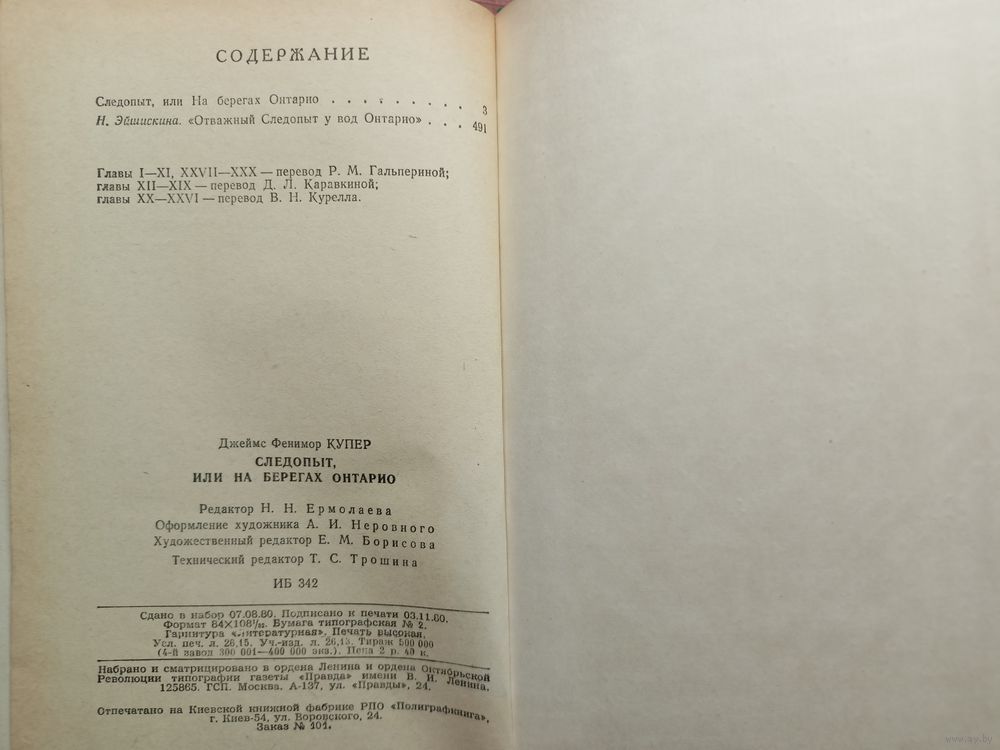 СОДЕРЖАНИЕ
Следопыт, или На берегах Онтарио . . . . . . . . . . 3
Н. Эйшискина. «Отважный Следопыт у вод Онтарио» . . . 491
Главы I—XI, XXVII—XXX — перевод Р. М. Гальпериной;
главы XII—XIX — перевод Д. Л. Каравкиной;
главы XX—XXVI — перевод В. Н. Курелла.
Джеймс Фенимор КУПЕР
СЛЕДОПЫТ,
ИЛИ НА БЕРЕГАХ ОНТАРИО
Редактор Н. Н. Ермолаева
Оформление художника А. И. Неровного
Художественный редактор Е. М. Борисова
Технический редактор Т. С. Трошина
ИБ 342
Сдано в набор 07.08.80. Подписано к печати 03.11.80.
Формат 84×108¹/₃₂. Бумага типографская № 2.
Гарнитура «Литературная». Печать высокая.
Усл. печ. л. 26,15. Уч.-изд. л. Тираж 500 000
(4-й завод 300 001—400 000 экз.). Цена 2 р. 40 к.
Набрано и сматрицировано в ордена Ленина и ордена Октябрьской
Революции типографии газеты «Правда» имени В. И. Ленина.
125865. ГСП. Москва. А-137, ул. «Правды», 24.
Отпечатано на Киевской книжной фабрике РПО «Полиграфкнига»,
г. Киев-54, ул. Воровского, 24.
Заказ № 101.
www.ay.by